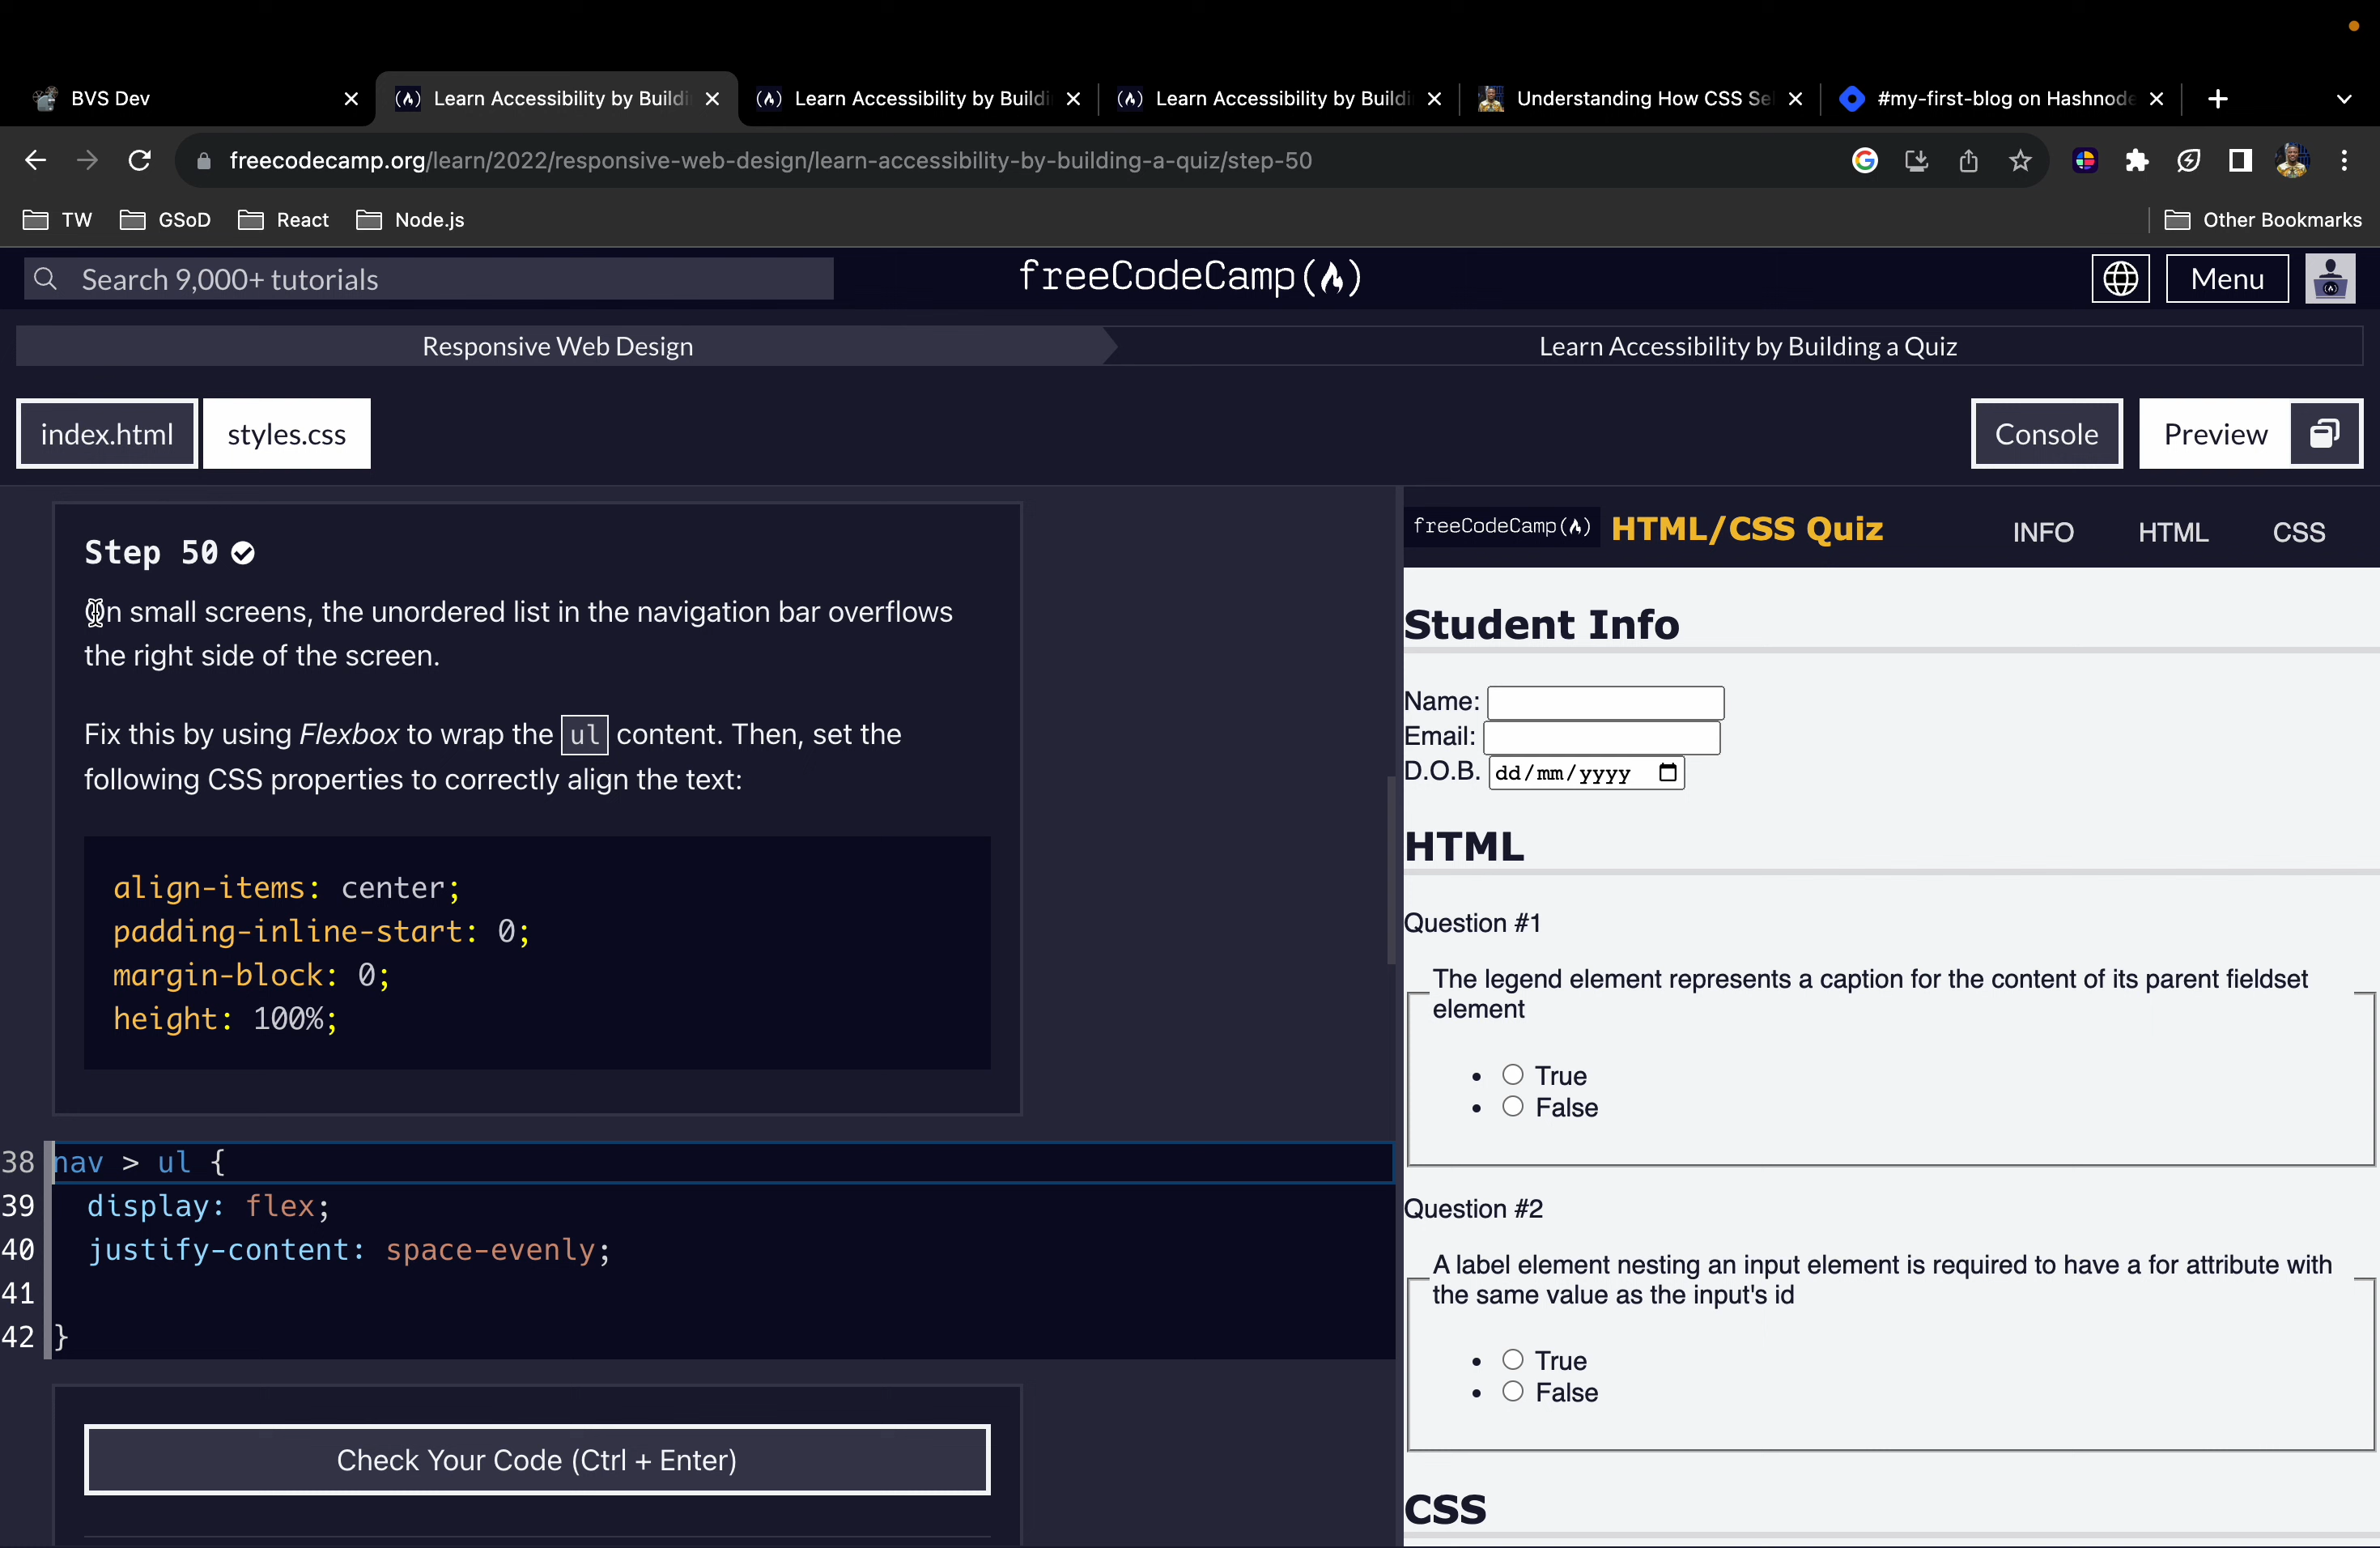 BVS Dev
Learn Accessibility by Buildi
Learn Accessibility by Buildi
Learn Accessibility by Buildi
Understanding How CSS Se
#my-first-blog on Hashnode
freecodecamp.org/learn/2022/responsive-web-design/learn-accessibility-by-building-a-quiz/step-50
TW
GSoD
React
Node.js
Other Bookmarks
Search 9,000+ tutorials
freeCodeCamp
Menu
Responsive Web Design
Learn Accessibility by Building a Quiz
index.html
styles.css
Console
Preview
Step 50
On small screens, the unordered list in the navigation bar overflows
the right side of the screen.
Fix this by using Flexbox to wrap the ul content. Then, set the
following CSS properties to correctly align the text:
align-items: center;
padding-inline-start: 0;
margin-block: 0;
height: 100%;
38 nav > ul {
39 display: flex;
40 justify-content: space-evenly;
41
42 }
Check Your Code (Ctrl + Enter)
freeCodeCamp HTML/CSS Quiz
INFO
HTML
CSS
Student Info
Name:
Email:
D.O.B. dd/mm/yyyy
HTML
Question #1
The legend element represents a caption for the content of its parent fieldset
element
• True
• False
Question #2
A label element nesting an input element is required to have a for attribute with
the same value as the input's id
• True
• False
CSS